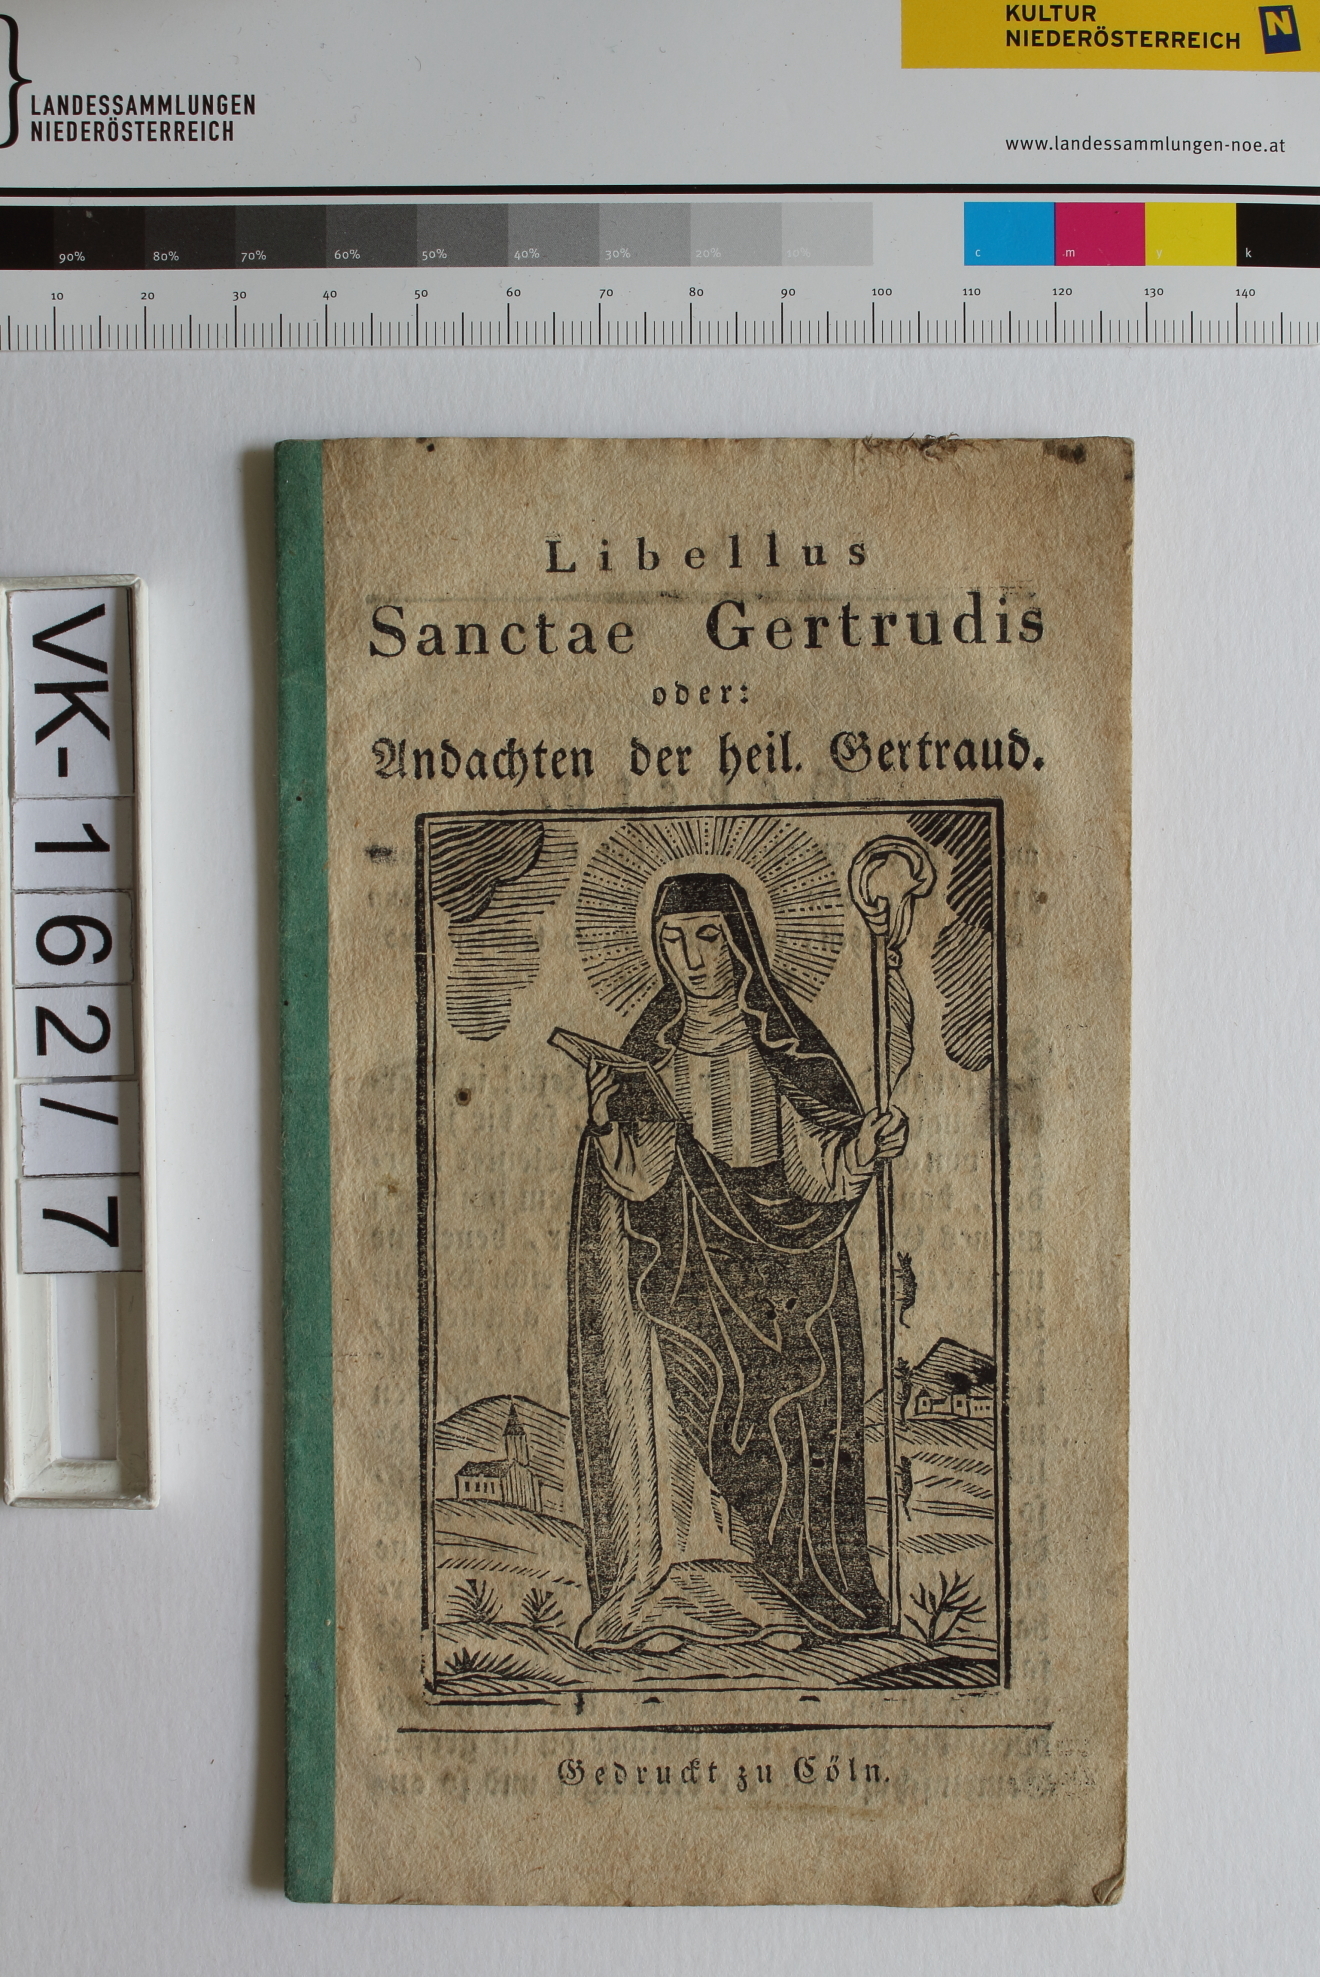 KULTUR
NIEDERÖSTERREICH
N
LANDESSAMMLUNGEN
NIEDERÖSTERREICH
www.landessammlungen-noe.at
90% 80% 70% 60% 50% 40% 30% 20% 10% c m y k
10 20 30 40 50 60 70 80 90 100 110 120 130 140
VK-162/7
Libellus
Sanctae Gertrudis
oder:
Andachten der heil. Gertraud.
Gedruckt zu Cöln.